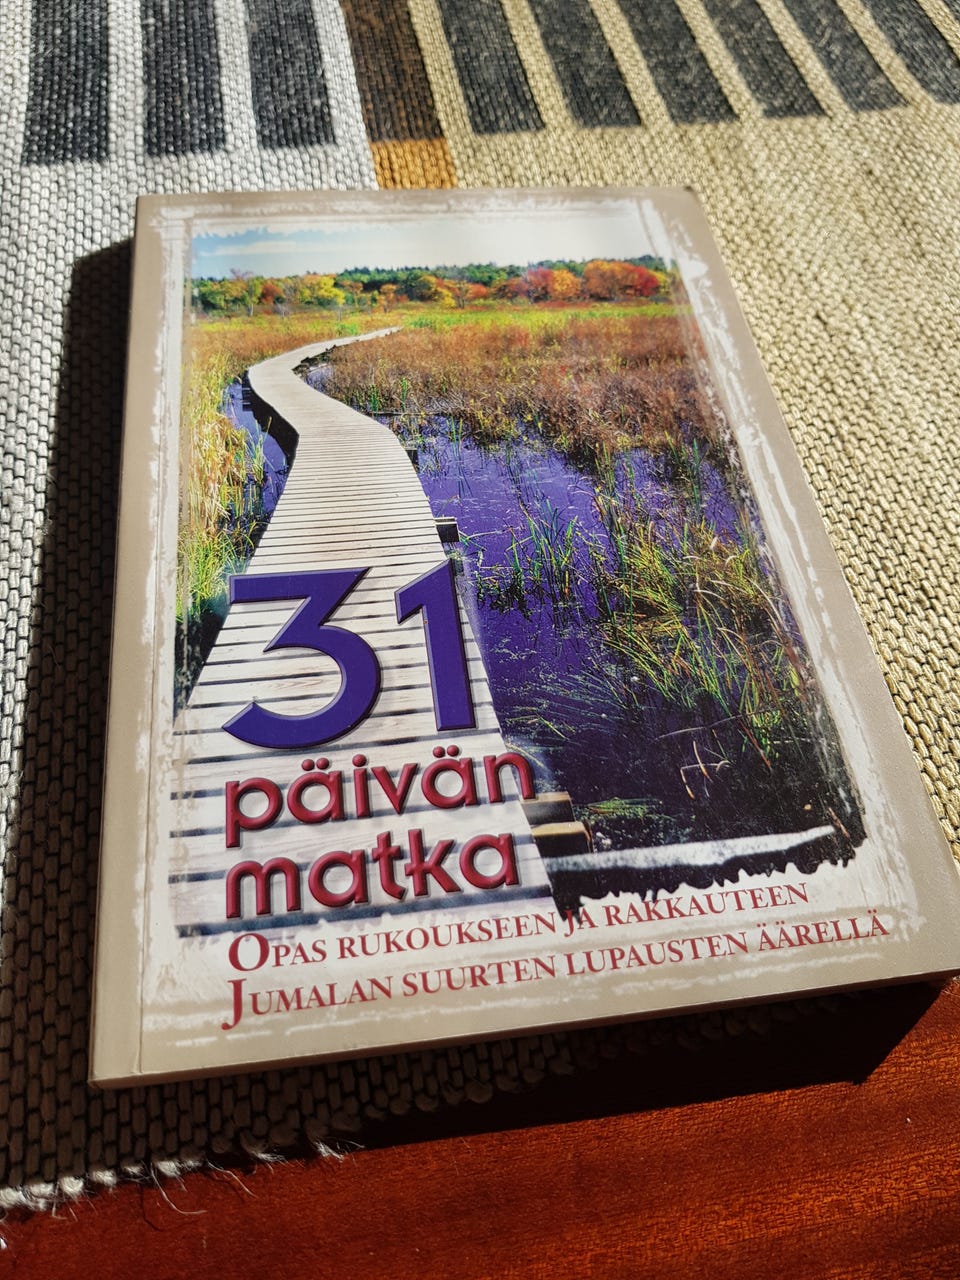 31
päivän
matka
OPAS RUKOUKSEEN JA RAKKAUTEEN
JUMALAN SUURTEN LUPAUSTEN ÄÄRELLÄ